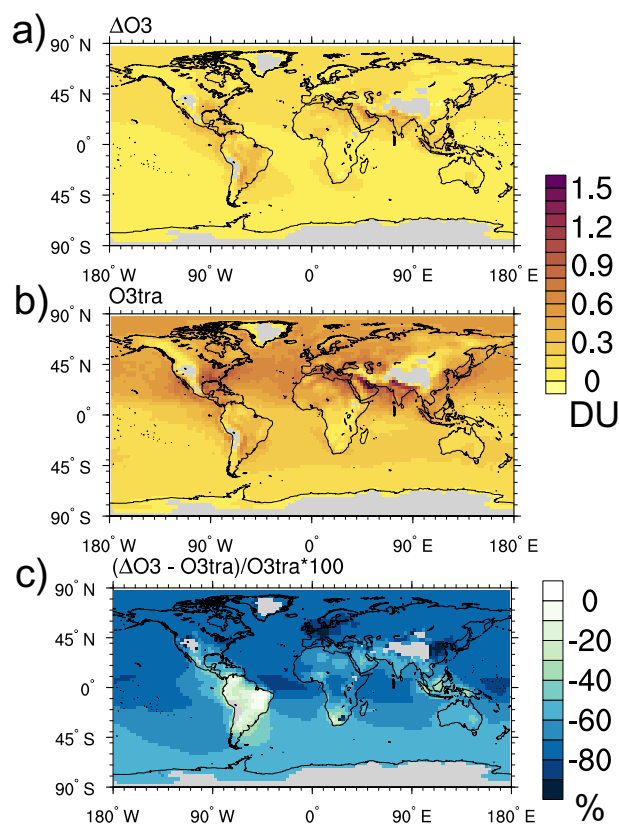 a)
ΔO3
90° N
45° N
0°
45° S
90° S
180° W 90° W 0° 90° E 180° E
b)
O3tra
90° N
45° N
0°
45° S
90° S
180° W 90° W 0° 90° E 180° E
1.5
1.2
0.9
0.6
0.3
0
DU
c)
(ΔO3 - O3tra)/O3tra*100
90° N
45° N
0°
45° S
90° S
180° W 90° W 0° 90° E 180° E
0
-20
-40
-60
-80
%